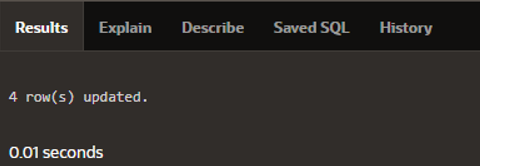 Results Explain Describe Saved SQL History
4 row(s) updated.
0.01 seconds